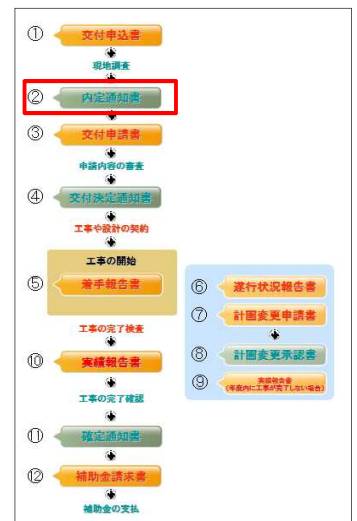 ① 交付申込書
現地調査
② 内定通知書
③ 交付申請書
申請内容の審査
④ 交付決定通知書
工事や設計の契約
工事の開始
⑤ 着手報告書
工事の完了検査
⑥ 遂行状況報告書
⑦ 計画変更申請書
⑧ 計画変更承認書
⑨ 実績報告書
(年度内に工事が完了しない場合)
⑩ 実績報告書
工事の完了確認
⑪ 確定通知書
⑫ 補助金請求書
補助金の支払